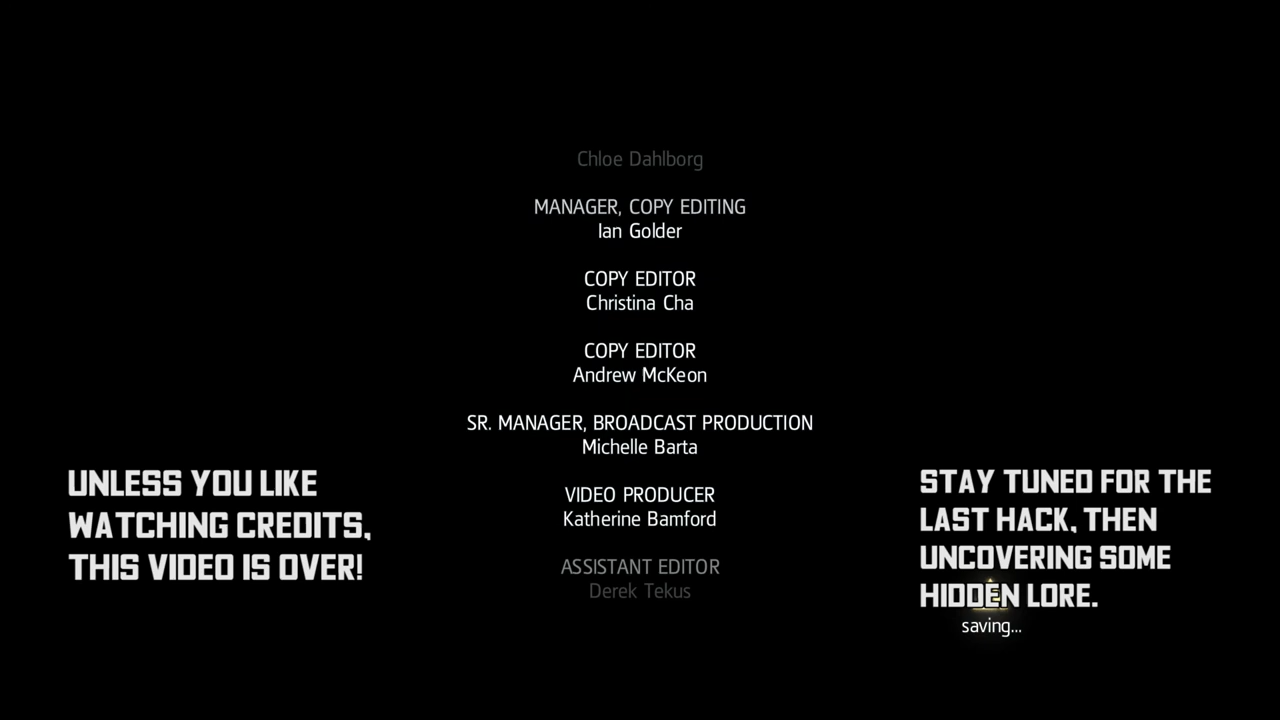 Chloe Dahlborg
MANAGER, COPY EDITING
Ian Golder
COPY EDITOR
Christina Cha
COPY EDITOR
Andrew McKeon
SR. MANAGER, BROADCAST PRODUCTION
Michelle Barta
VIDEO PRODUCER
Katherine Bamford
ASSISTANT EDITOR
Derek Tekus
UNLESS YOU LIKE
WATCHING CREDITS,
THIS VIDEO IS OVER!
STAY TUNED FOR THE
LAST HACK, THEN
UNCOVERING SOME
HIDDEN LORE.
saving...